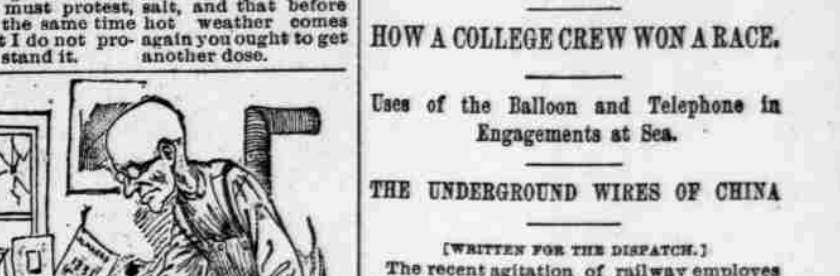 must protest,
the same time
t I do not pro-
stand it.
salt, and that before
hot weather comes
again you ought to get
another dose.
HOW A COLLEGE CREW WON A RACE.
Uses of the Balloon and Telephone in
Engagements at Sea.
THE UNDERGROUND WIRES OF CHINA
[WRITTEN FOR THE DISPATCH.]
The recent agitation of railway employes